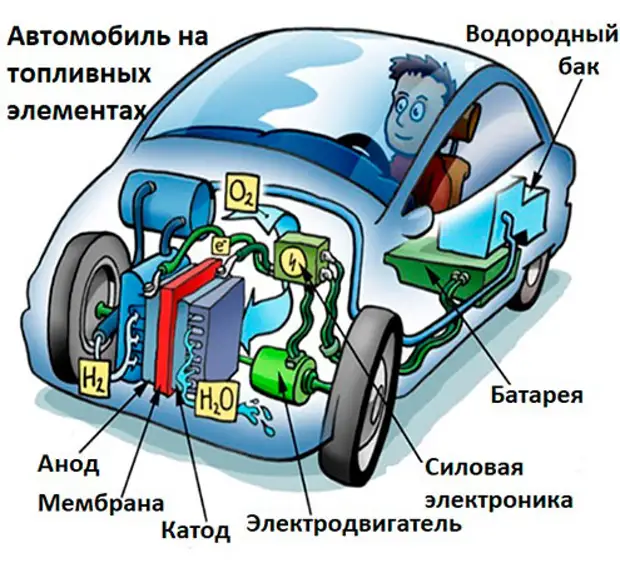 Автомобиль на
топливных
элементах
Водородный
бак
O₂
e⁻
H₂
H₂O
Батарея
Анод
Мембрана
Катод
Электродвигатель
Силовая
электроника